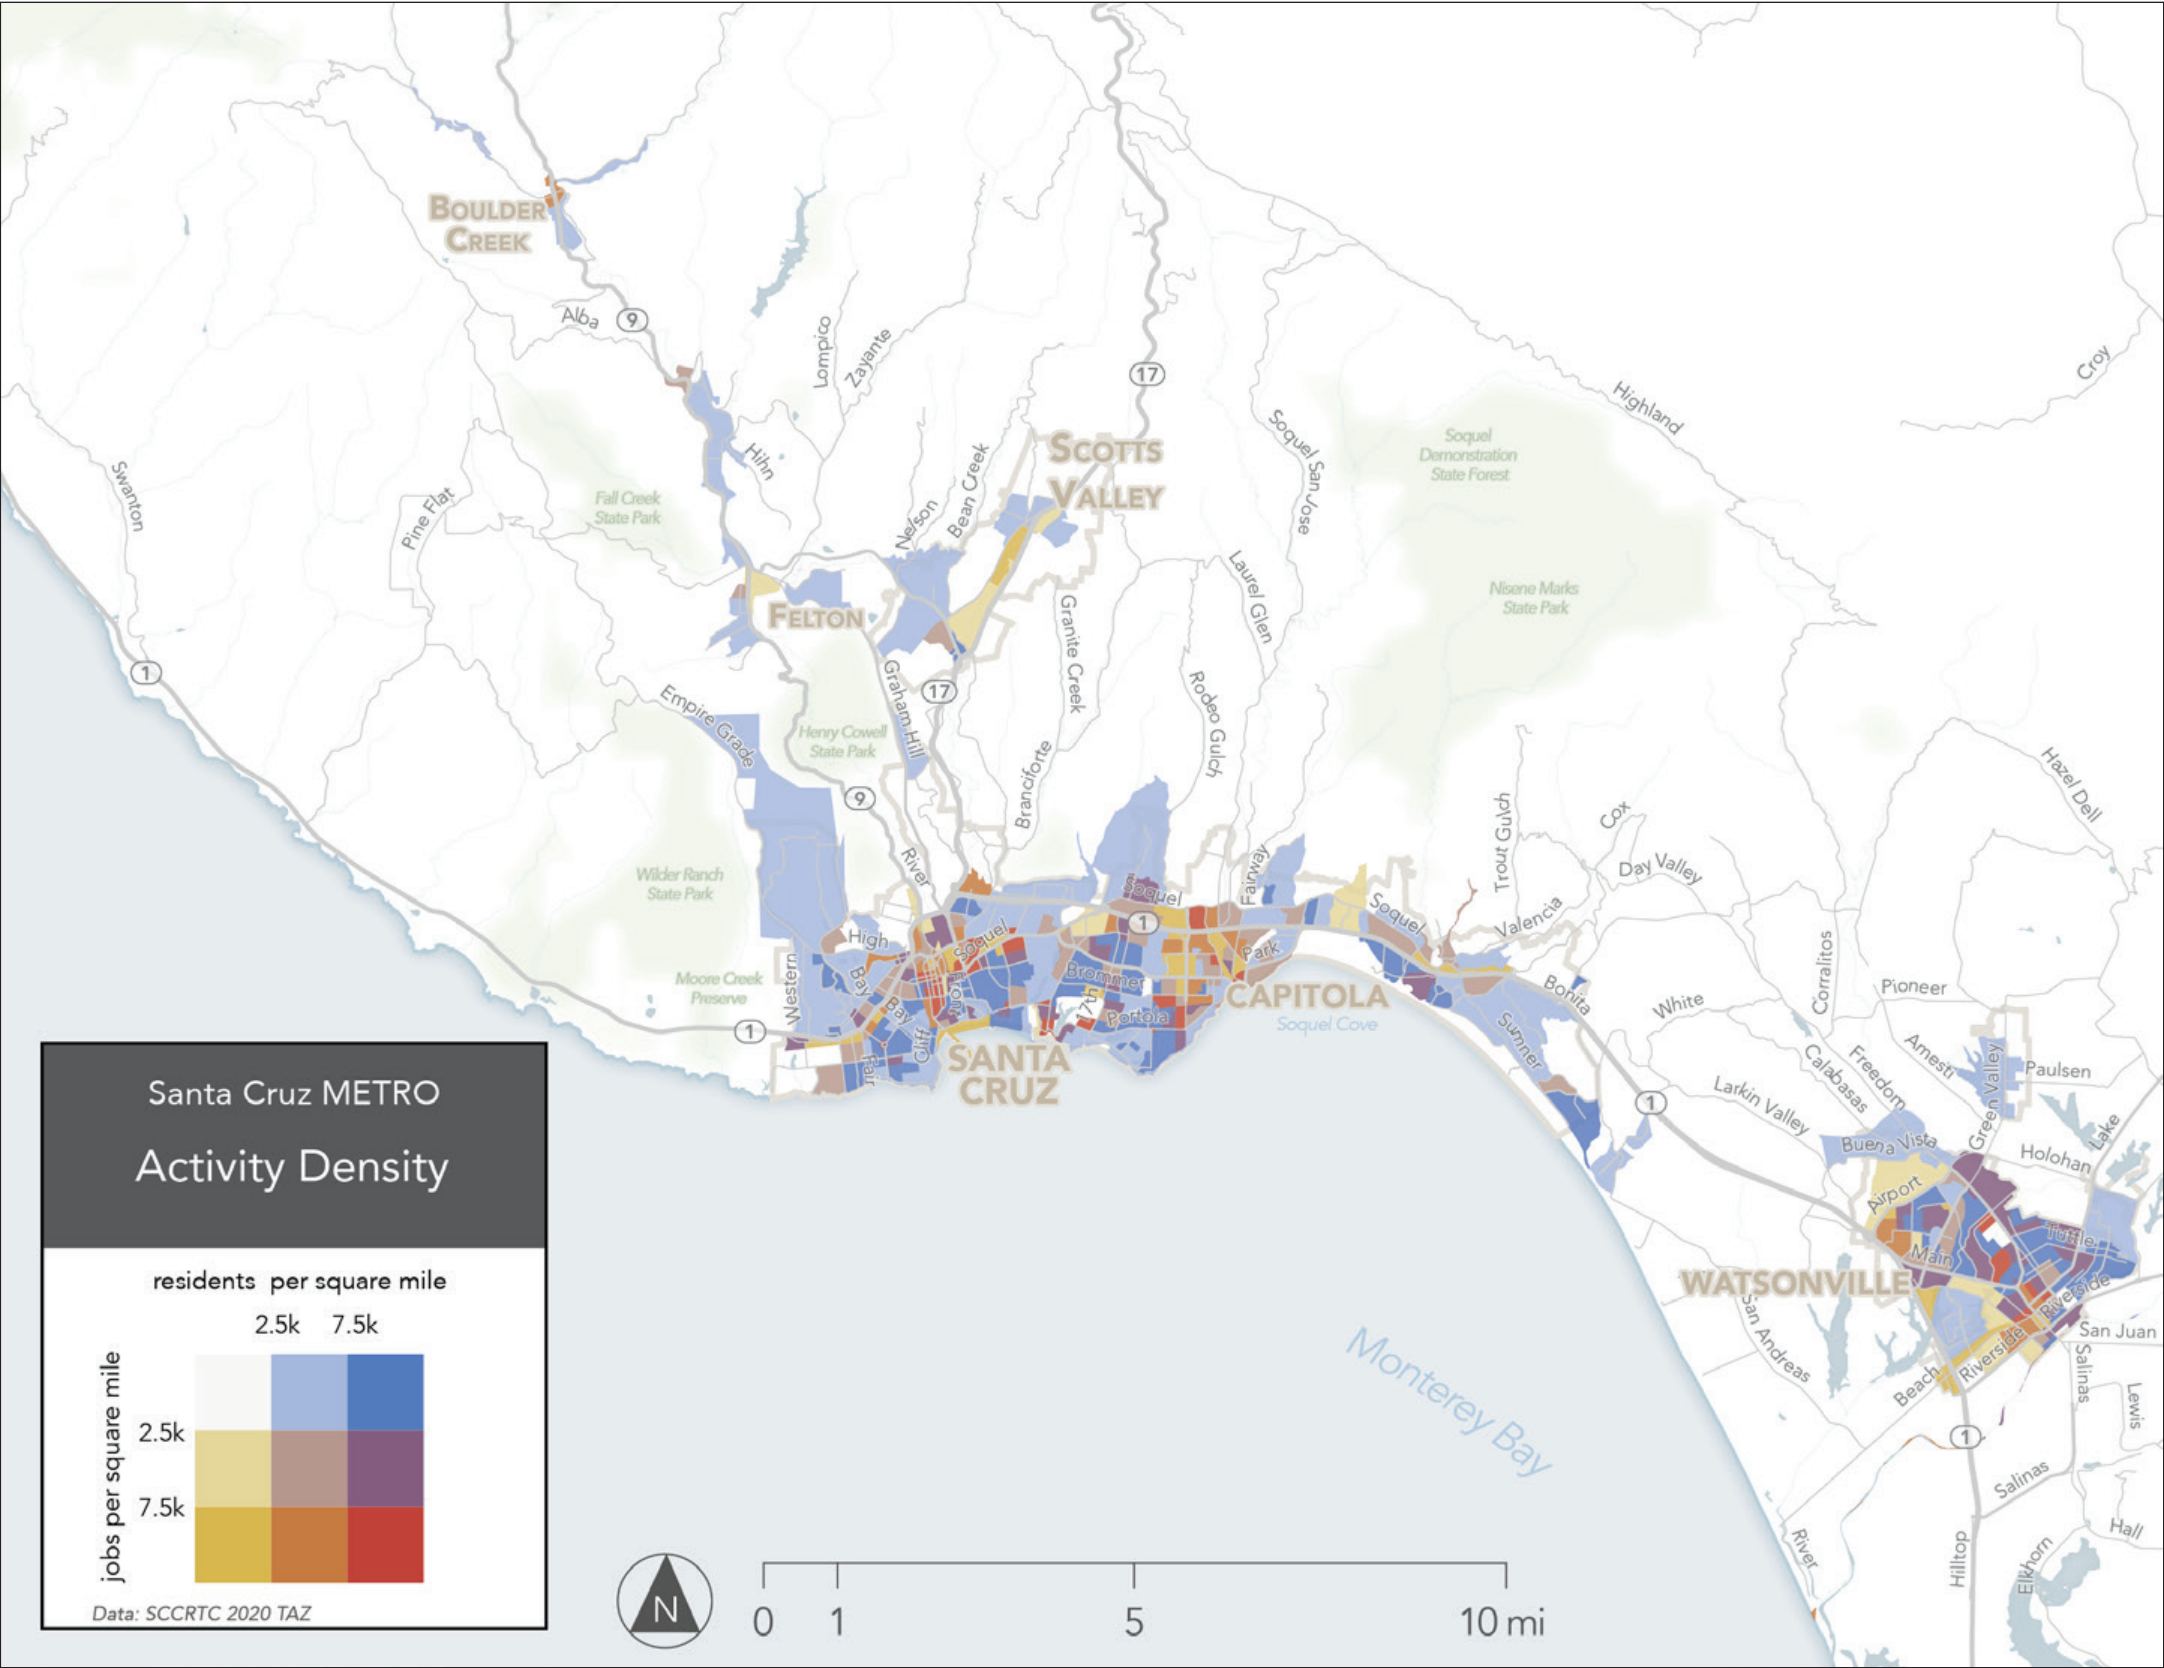 BOULDER
CREEK
Alba
9
Lompico
Zayante
17
Highland
Croy
Swanton
Pine Flat
Hihn
Fall Creek
State Park
Nelson
Bean Creek
SCOTTS
VALLEY
Soquel San Jose
Soquel
Demonstration
State Forest
Nisene Marks
State Park
FELTON
Laurel Glen
Granite Creek
1
Empire Grade
Henry Cowell
State Park
Graham Hill
17
Rodeo Gulch
Branciforte
9
River
Wilder Ranch
State Park
Moore Creek
Preserve
Western
High
Bay
Bay
Soquel
Front
Cliff
Fair
1
Soquel
1
Fairway
Brommer
17th
Portola
Park
Soquel
CAPITOLA
Soquel Cove
SANTA
CRUZ
Trout Gulch
Cox
Day Valley
Valencia
Hazel Dell
Bonita
White
Corralitos
Pioneer
Sumner
Calabasas
Freedom
Amesti
Green Valley
Paulsen
1
Larkin Valley
Buena Vista
Holohan
Lake
Airport
Main
Tuttle
WATSONVILLE
Riverside
Riverside
San Juan
San Andreas
Beach
Salinas
Lewis
1
Salinas
Hall
River
Hilltop
Elkhorn
Monterey Bay
Santa Cruz METRO
Activity Density
residents per square mile
2.5k 7.5k
jobs per square mile
2.5k
7.5k
Data: SCCRTC 2020 TAZ
N
0 1 5 10 mi